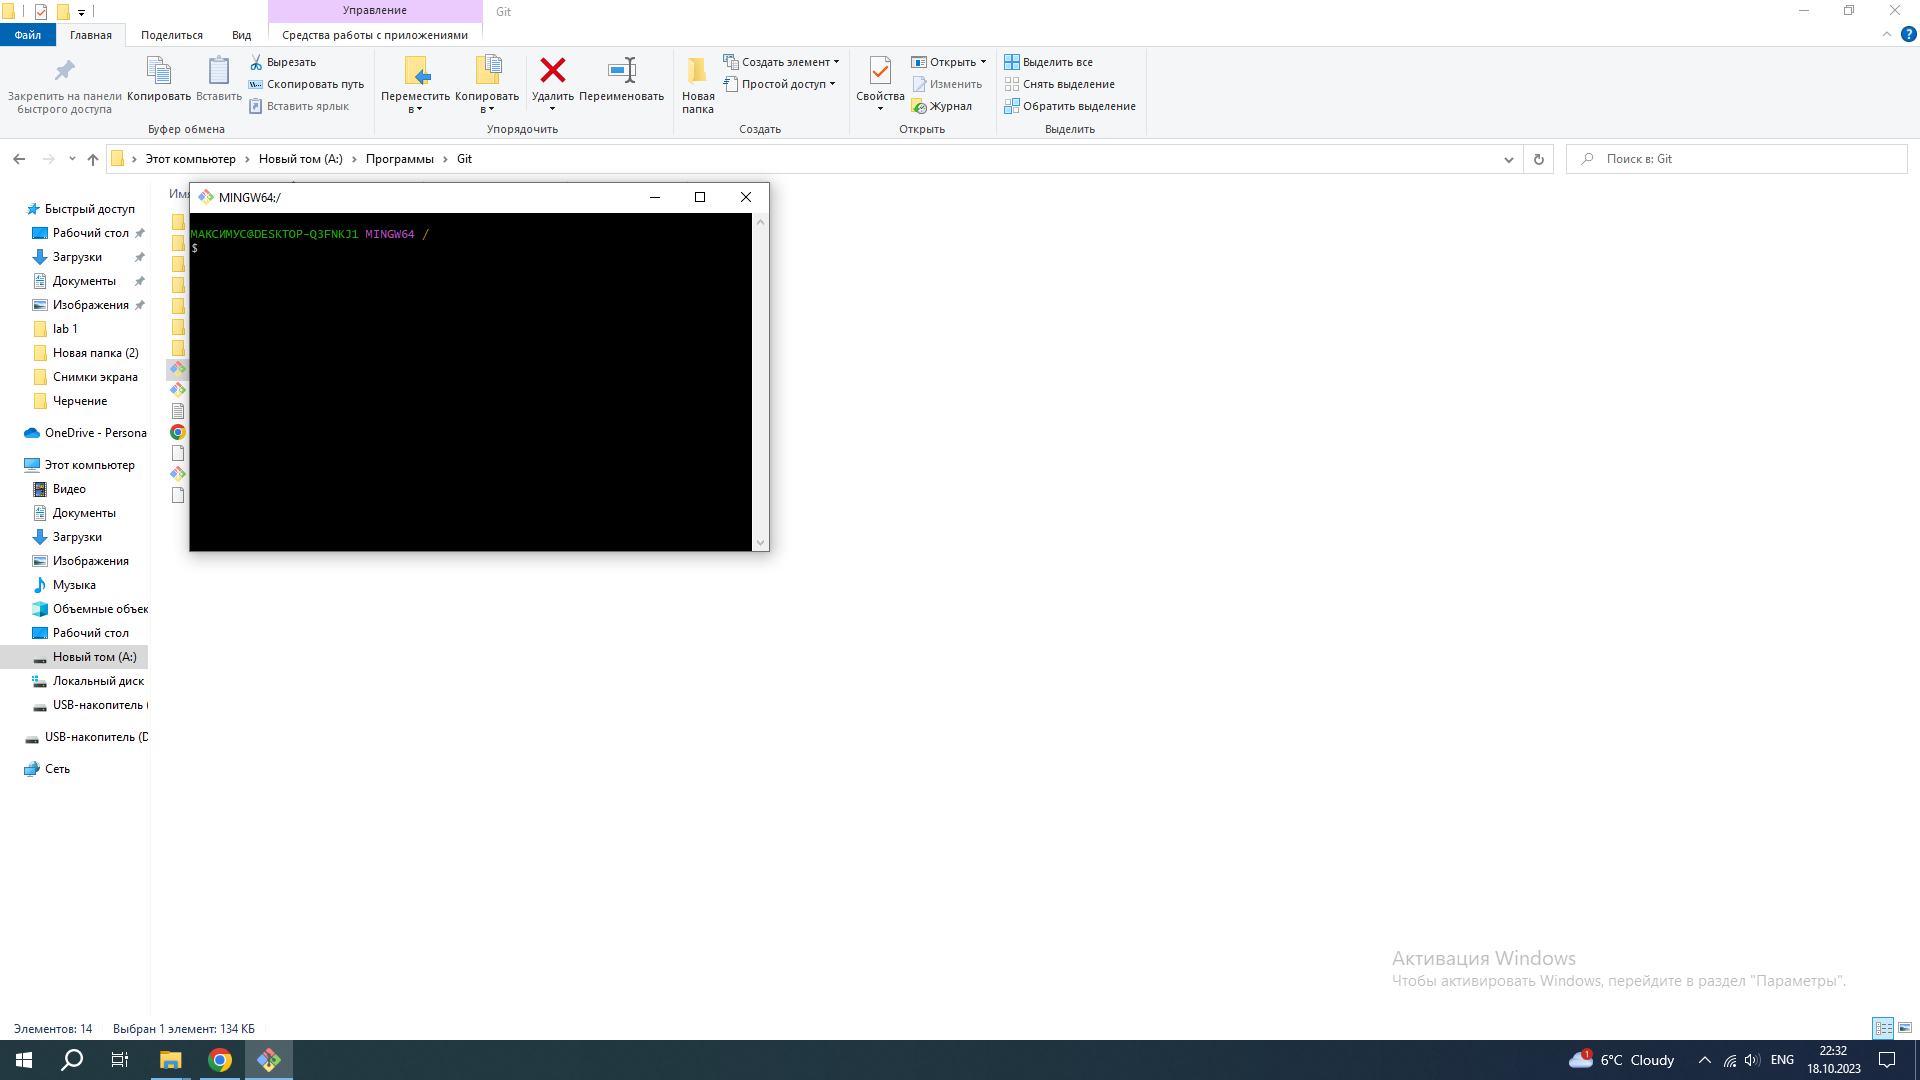 Управление
Git
Файл
Главная
Поделиться
Вид
Средства работы с приложениями
Закрепить на панели
быстрого доступа
Копировать
Вставить
Вырезать
Скопировать путь
Вставить ярлык
Буфер обмена
Переместить
в
Копировать
в
Удалить
Переименовать
Упорядочить
Новая
папка
Создать элемент
Простой доступ
Создать
Свойства
Открыть
Изменить
Журнал
Открыть
Выделить все
Снять выделение
Обратить выделение
Выделить
Этот компьютер
Новый том (A:)
Программы
Git
Поиск в: Git
Быстрый доступ
Рабочий стол
Загрузки
Документы
Изображения
lab 1
Новая папка (2)
Снимки экрана
Черчение
OneDrive - Persona
Этот компьютер
Видео
Документы
Загрузки
Изображения
Музыка
Объемные объек
Рабочий стол
Новый том (A:)
Локальный диск
USB-накопитель (
USB-накопитель (D
Сеть
Имя
MINGW64:/
МАКСИМУС@DESKTOP-Q3FNKJ1 MINGW64 /
$
Активация Windows
Чтобы активировать Windows, перейдите в раздел "Параметры".
Элементов: 14
Выбран 1 элемент: 134 КБ
1
6°C Cloudy
ENG
22:32
18.10.2023